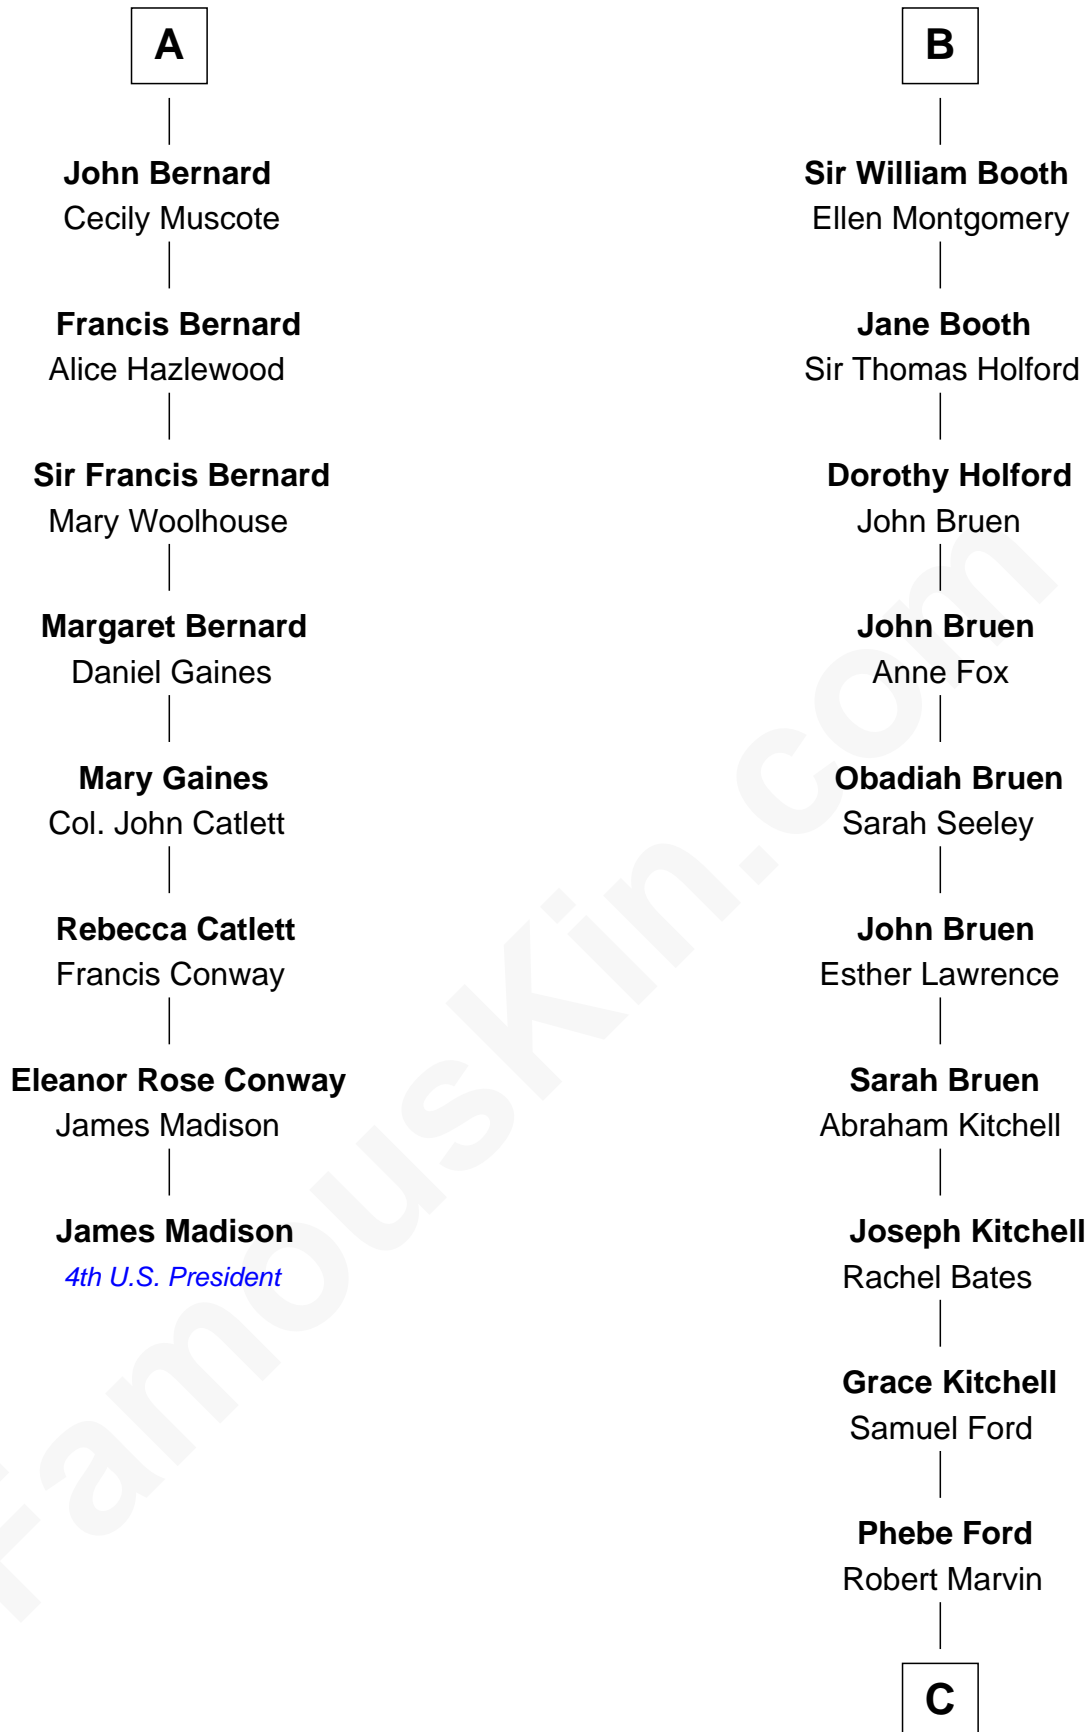 A
John Bernard
Cecily Muscote
Francis Bernard
Alice Hazlewood
Sir Francis Bernard
Mary Woolhouse
Margaret Bernard
Daniel Gaines
Mary Gaines
Col. John Catlett
Rebecca Catlett
Francis Conway
Eleanor Rose Conway
James Madison
James Madison
4th U.S. President
B
Sir William Booth
Ellen Montgomery
Jane Booth
Sir Thomas Holford
Dorothy Holford
John Bruen
John Bruen
Anne Fox
Obadiah Bruen
Sarah Seeley
John Bruen
Esther Lawrence
Sarah Bruen
Abraham Kitchell
Joseph Kitchell
Rachel Bates
Grace Kitchell
Samuel Ford
Phebe Ford
Robert Marvin
C
FamousKin.com